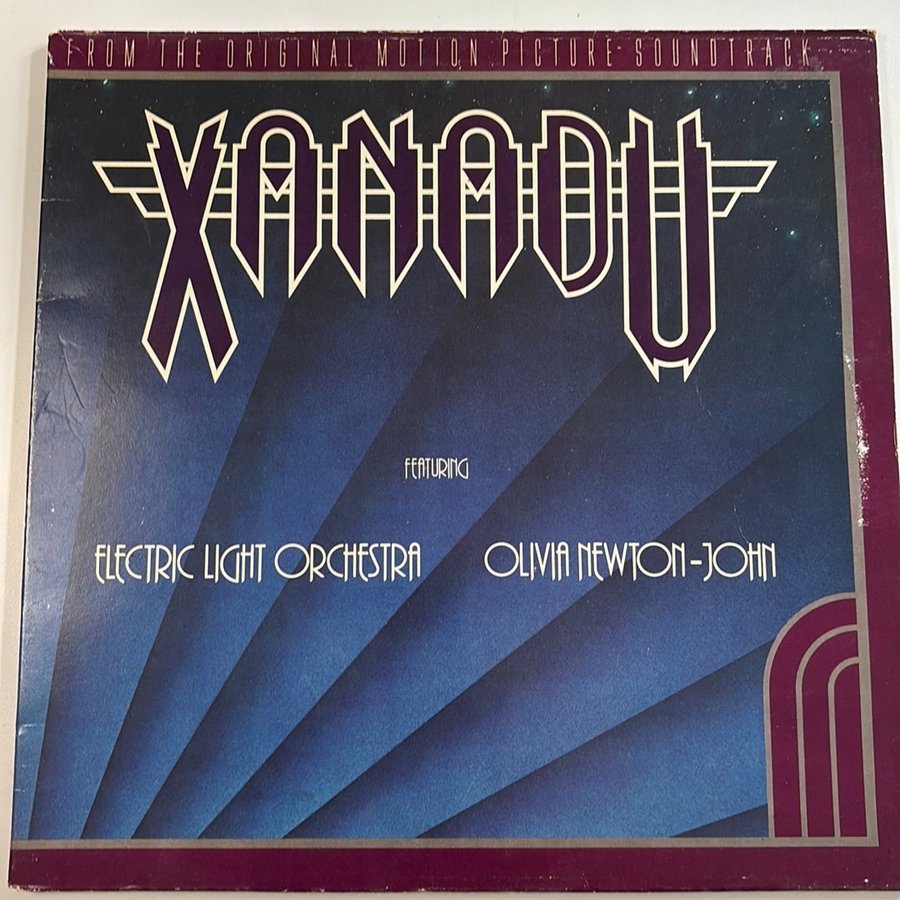 FROM THE ORIGINAL MOTION PICTURE SOUNDTRACK
XANADU
FEATURING
ELECTRIC LIGHT ORCHESTRA OLIVIA NEWTON-JOHN